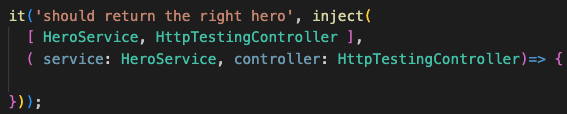 it('should return the right hero', inject(
[ HeroService, HttpTestingController ],
( service: HeroService, controller: HttpTestingController)=> {
}));